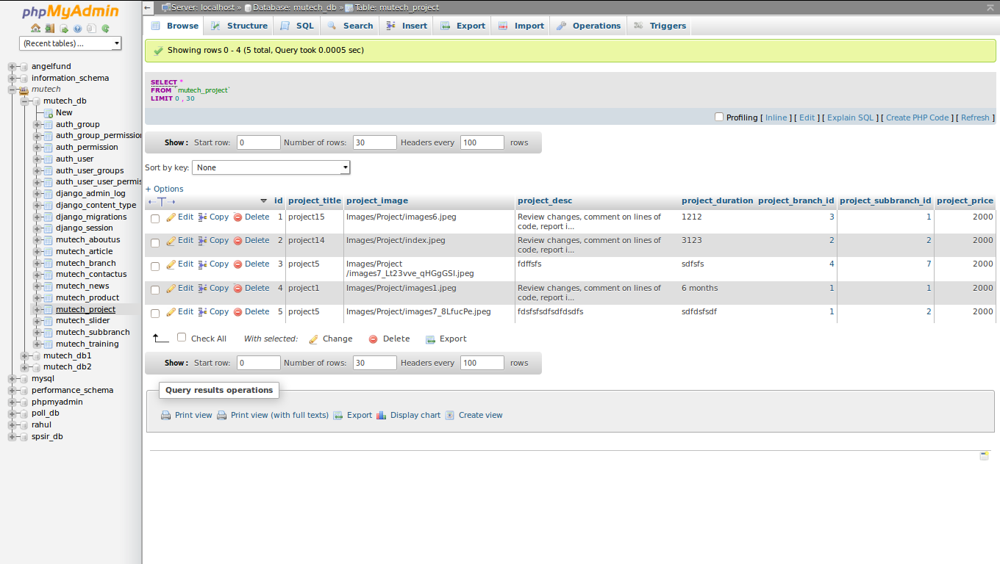 phpMyAdmin
(Recent tables) ...
angelfund
information_schema
mutech
mutech_db
New
auth_group
auth_group_permission
auth_permission
auth_user
auth_user_groups
auth_user_user_permis
django_admin_log
django_content_type
django_migrations
django_session
mutech_aboutus
mutech_article
mutech_branch
mutech_contactus
mutech_news
mutech_product
mutech_project
mutech_slider
mutech_subbranch
mutech_training
mutech_db1
mutech_db2
mysql
performance_schema
phpmyadmin
poll_db
rahul
spsir_db
Server: localhost » Database: mutech_db » Table: mutech_project
Browse Structure SQL Search Insert Export Import Operations Triggers
Showing rows 0 - 4 (5 total, Query took 0.0005 sec)
SELECT *
FROM `mutech_project`
LIMIT 0 , 30
Profiling [ Inline ] [ Edit ] [ Explain SQL ] [ Create PHP Code ] [ Refresh ]
Show : Start row: 0 Number of rows: 30 Headers every 100 rows
Sort by key: None
+ Options
id project_title project_image project_desc project_duration project_branch_id project_subbranch_id project_price
Edit Copy Delete 1 project15 Images/Project/images6.jpeg Review changes, comment on lines of 1212 3 1 2000
code, report i...
Edit Copy Delete 2 project14 Images/Project/index.jpeg Review changes, comment on lines of 3123 2 2 2000
code, report i...
Edit Copy Delete 3 project5 Images/Project fdffsfs sdfsfs 4 7 2000
/images7_Lt23vve_qHGgGSI.jpeg
Edit Copy Delete 4 project1 Images/Project/images1.jpeg Review changes, comment on lines of 6 months 1 1 2000
code, report i...
Edit Copy Delete 5 project5 Images/Project/images7_8LfucPe.jpeg fdsfsfsdfsdfdsdfs sdfdsfsdf 1 2 2000
Check All With selected: Change Delete Export
Show : Start row: 0 Number of rows: 30 Headers every 100 rows
Query results operations
Print view Print view (with full texts) Export Display chart Create view